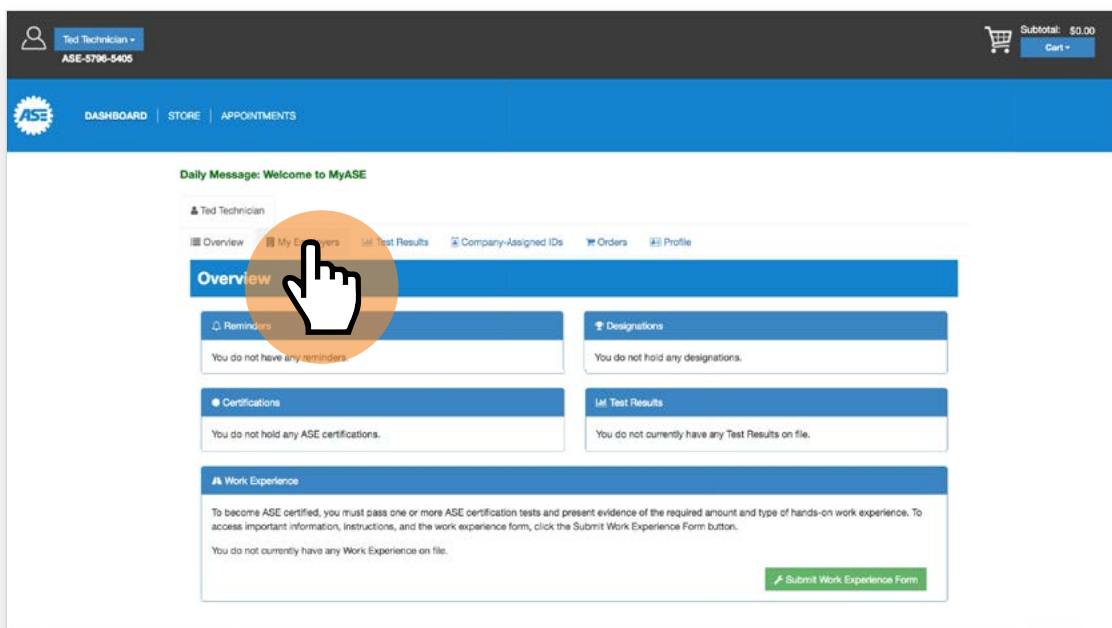 Ted Technician
ASE-5796-5405
Subtotal: $0.00
Cart
ASE
DASHBOARD | STORE | APPOINTMENTS
Daily Message: Welcome to MyASE
Ted Technician
Overview My Employers Test Results Company-Assigned IDs Orders Profile
Overview
Reminders
You do not have any reminders.
Designations
You do not hold any designations.
Certifications
You do not hold any ASE certifications.
Test Results
You do not currently have any Test Results on file.
Work Experience
To become ASE certified, you must pass one or more ASE certification tests and present evidence of the required amount and type of hands-on work experience. To
access important information, instructions, and the work experience form, click the Submit Work Experience Form button.
You do not currently have any Work Experience on file.
Submit Work Experience Form